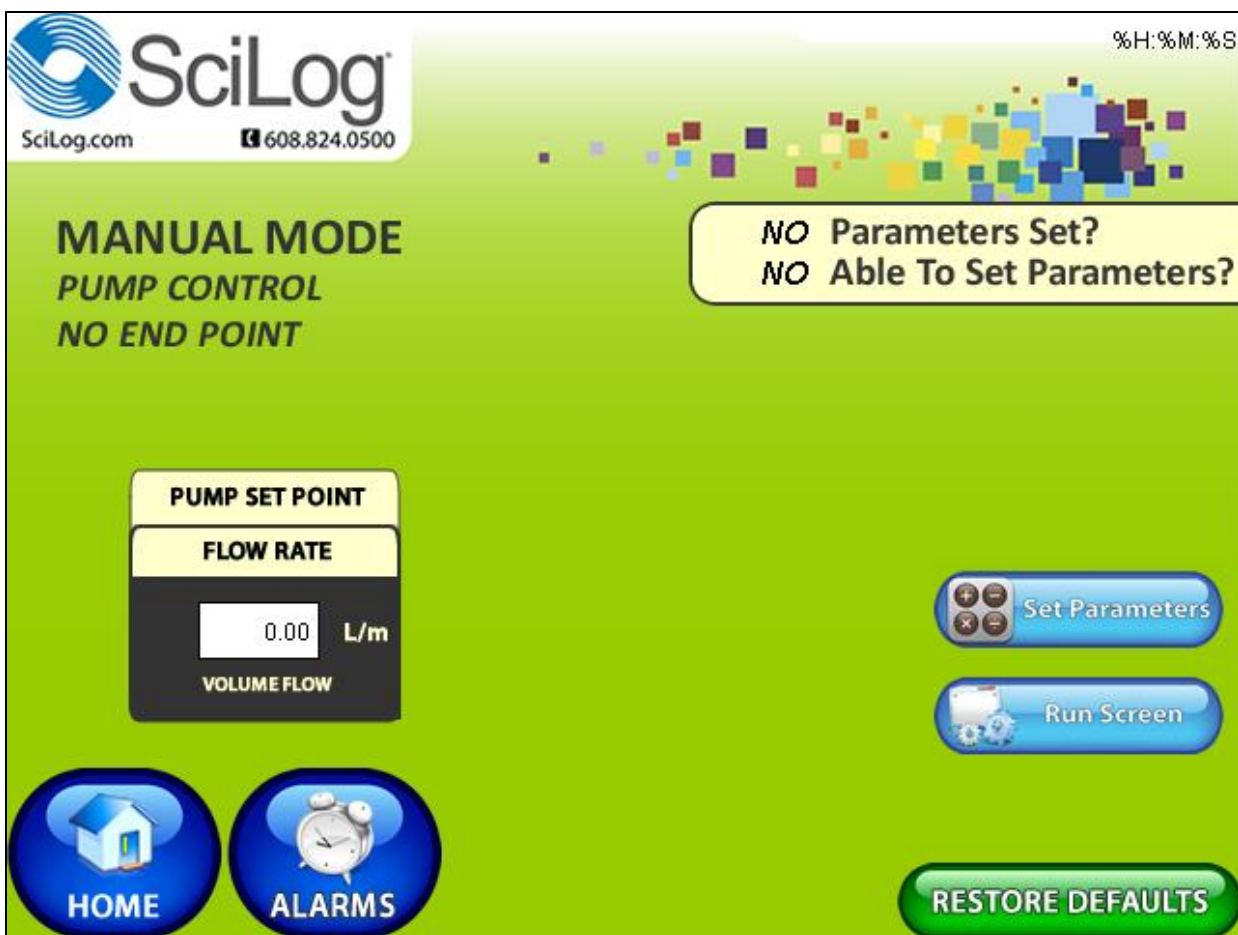 SciLog
SciLog.com 608.824.0500
%H:%M:%S
MANUAL MODE
PUMP CONTROL
NO END POINT
NO Parameters Set?
NO Able To Set Parameters?
PUMP SET POINT
FLOW RATE
0.00 L/m
VOLUME FLOW
Set Parameters
Run Screen
HOME
ALARMS
RESTORE DEFAULTS